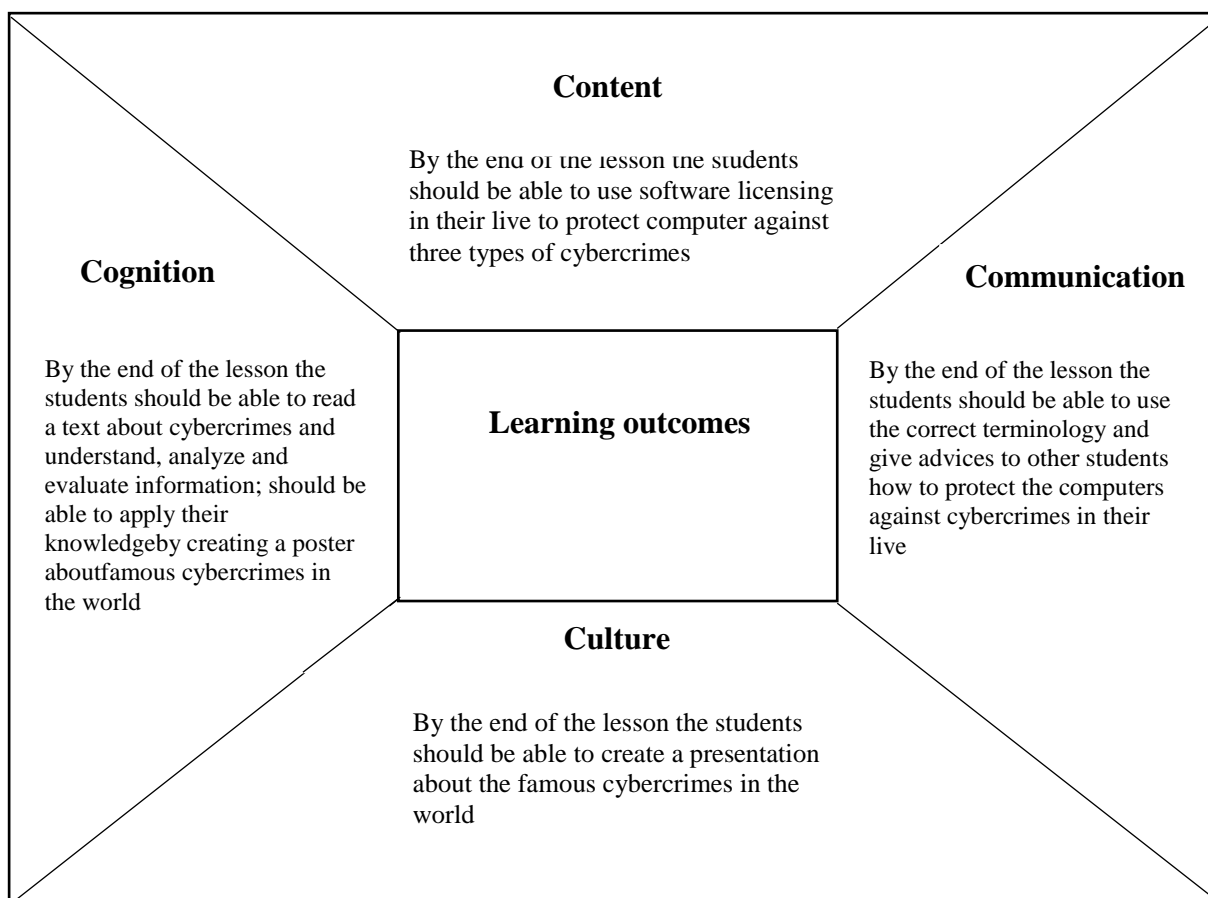 Content
By the end of the lesson the students
should be able to use software licensing
in their live to protect computer against
three types of cybercrimes
Cognition
By the end of the lesson the
students should be able to read
a text about cybercrimes and
understand, analyze and
evaluate information; should be
able to apply their
knowledgeby creating a poster
aboutfamous cybercrimes in
the world
Learning outcomes
Communication
By the end of the lesson the
students should be able to use
the correct terminology and
give advices to other students
how to protect the computers
against cybercrimes in their
live
Culture
By the end of the lesson the students
should be able to create a presentation
about the famous cybercrimes in the
world